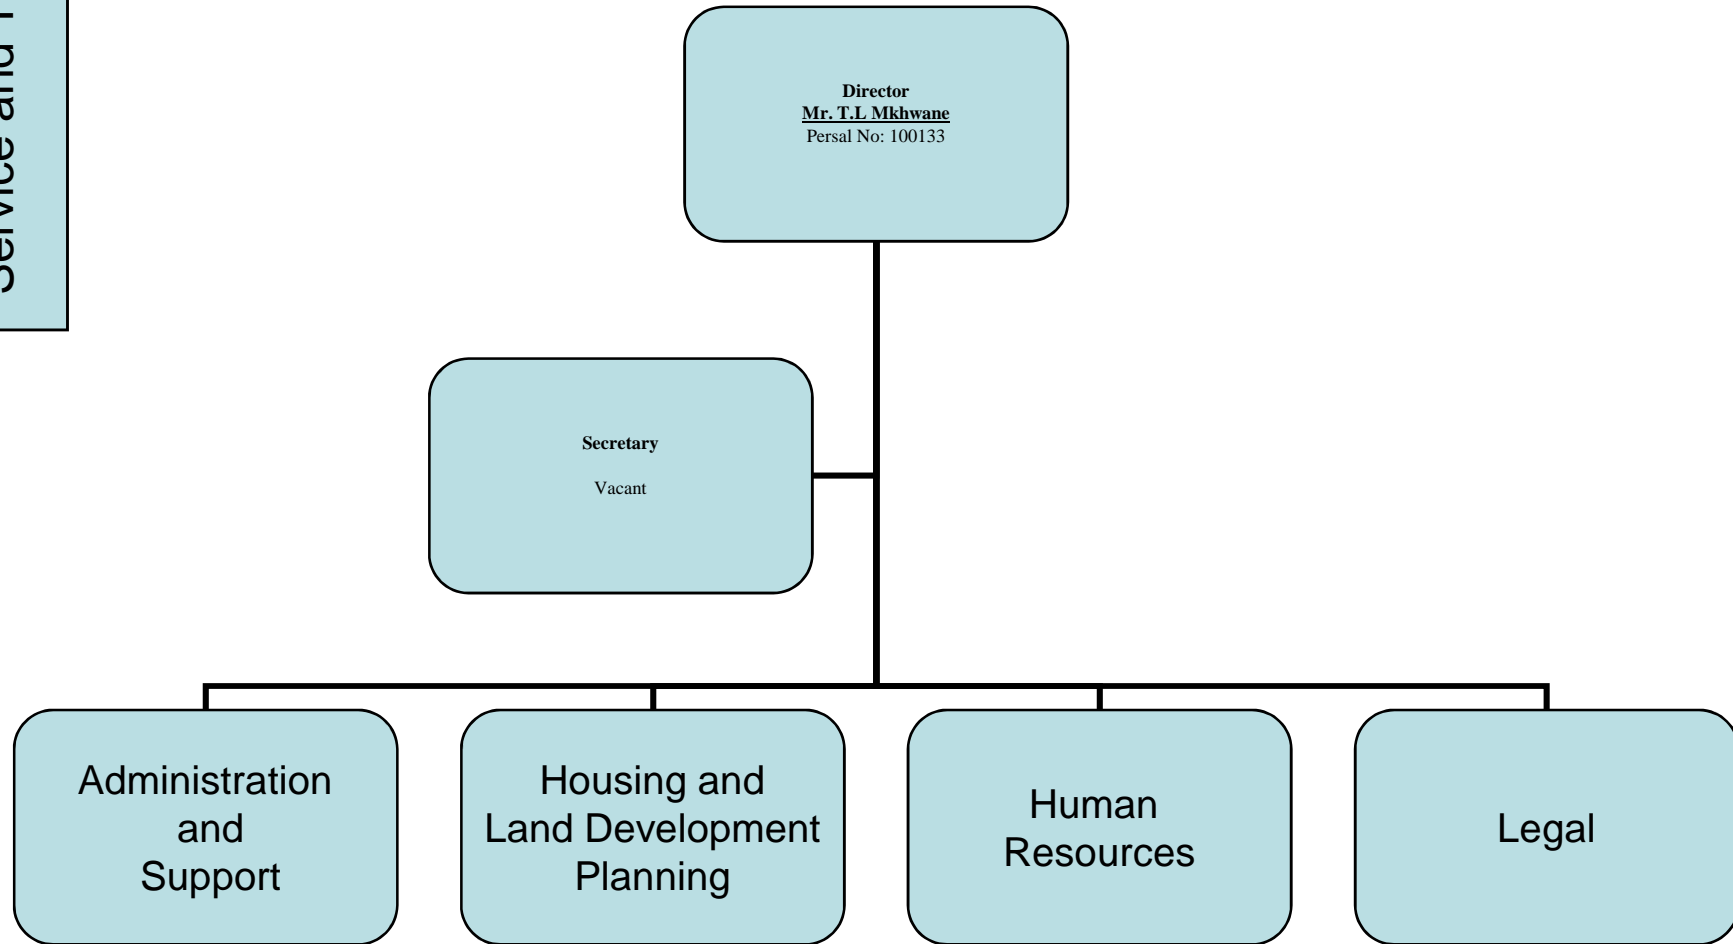 Service and
Director
Mr. T.L Mkhwane
Persal No: 100133
Secretary
Vacant
Administration
and
Support
Housing and
Land Development
Planning
Human
Resources
Legal